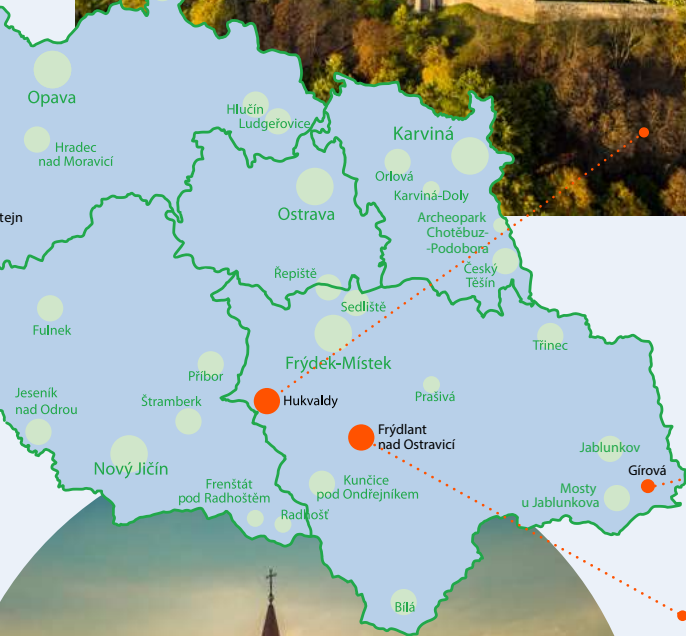 Opava
Hlučín
Ludgeřovice
Karviná
Hradec
nad Moravicí
Orlová
Karviná-Doly
Ostrava
tejn
Archeopark
Chotěbuz-
-Podobora
Český
Těšín
Řepiště
Sedliště
Fulnek
Třinec
Frýdek-Místek
Příbor
Prašivá
Jeseník
nad Odrou
Štramberk
Hukvaldy
Frýdlant
nad Ostravicí
Jablunkov
Nový Jičín
Gírová
Frenštát
pod Radhoštěm
Kunčice
pod Ondřejníkem
Mosty
u Jablunkova
Radhošť
Bílá